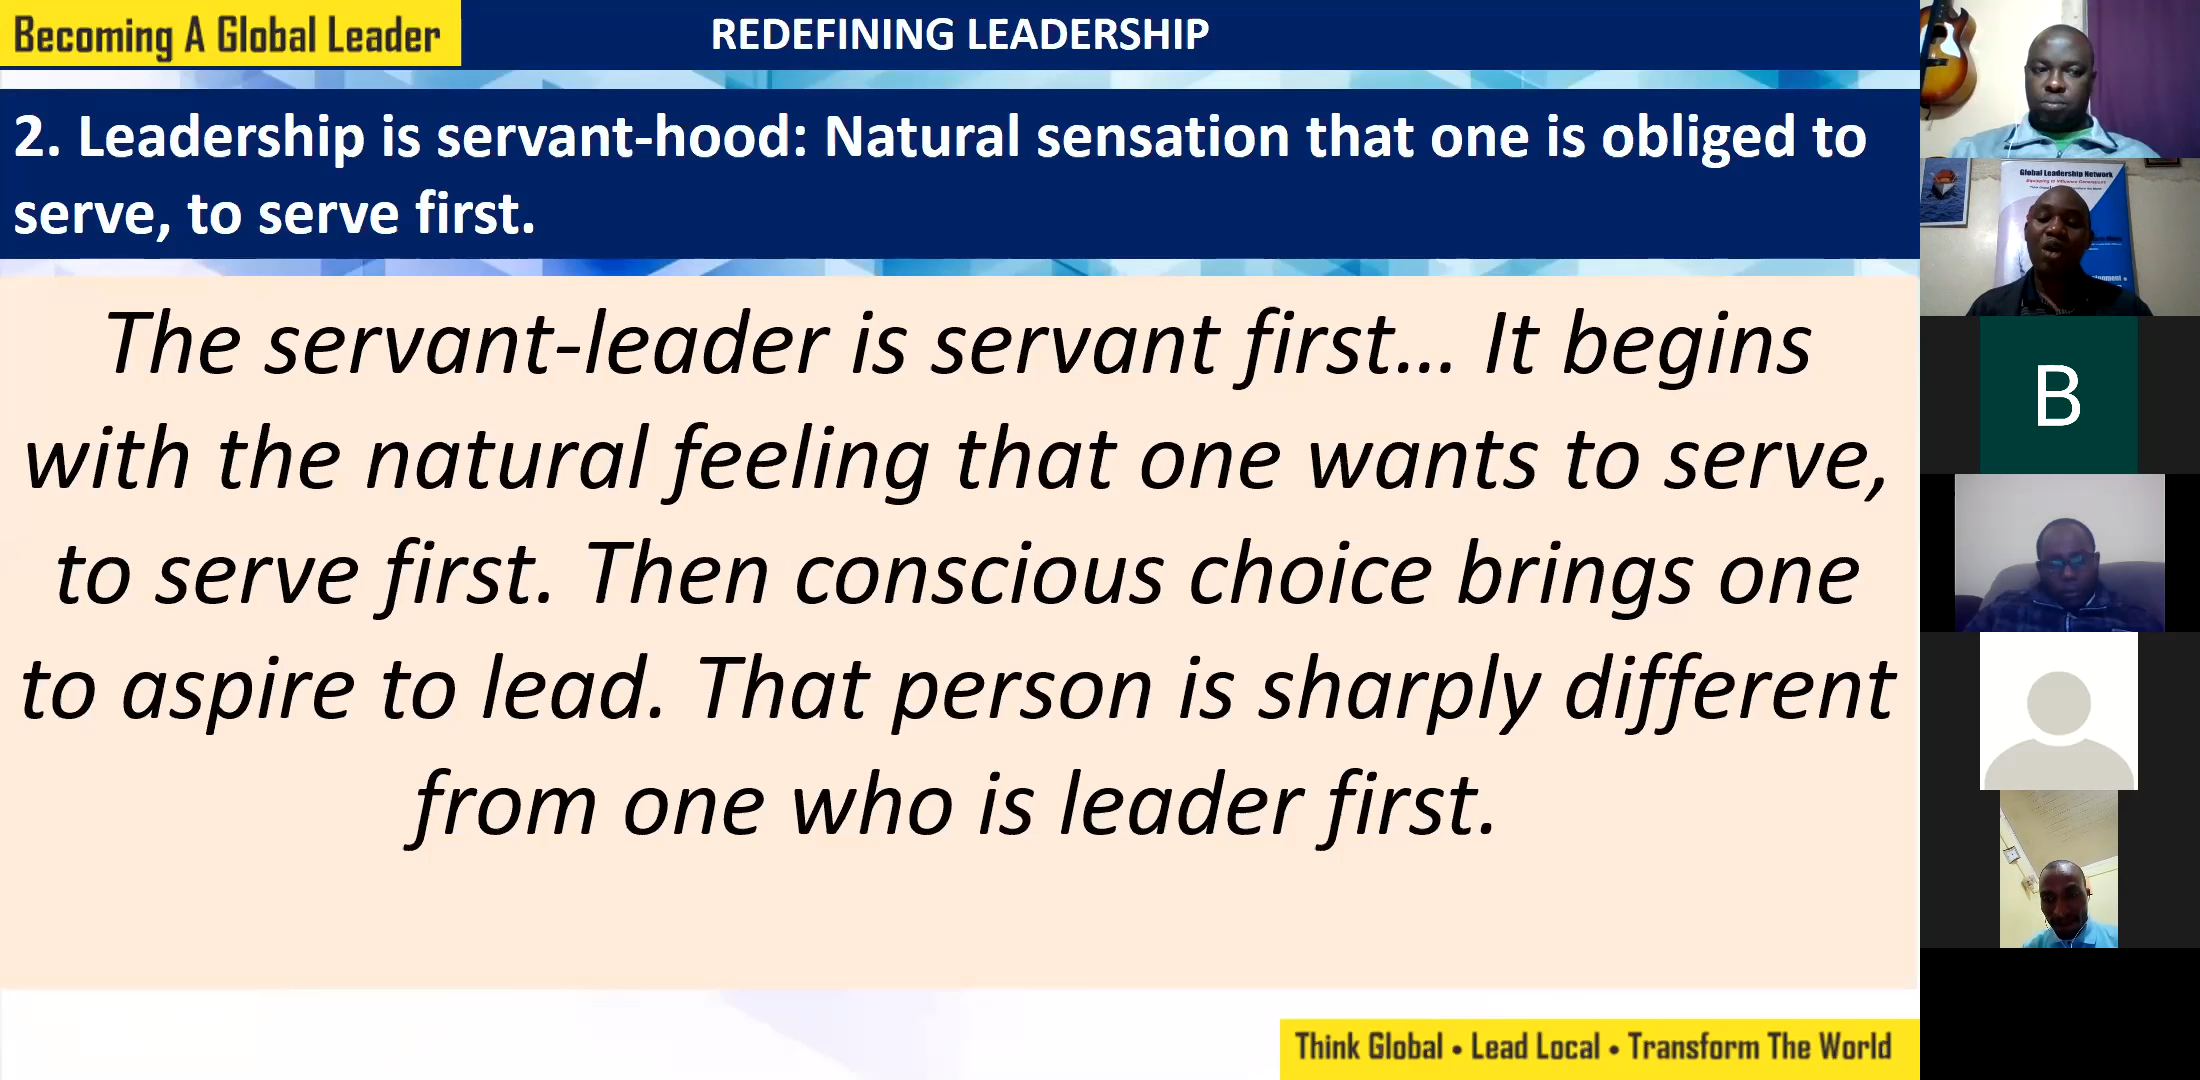 Becoming A Global Leader
REDEFINING LEADERSHIP
2. Leadership is servant-hood: Natural sensation that one is obliged to
serve, to serve first.
The servant-leader is servant first... It begins
with the natural feeling that one wants to serve,
to serve first. Then conscious choice brings one
to aspire to lead. That person is sharply different
from one who is leader first.
Think Global • Lead Local • Transform The World
Global Leadership Network
B